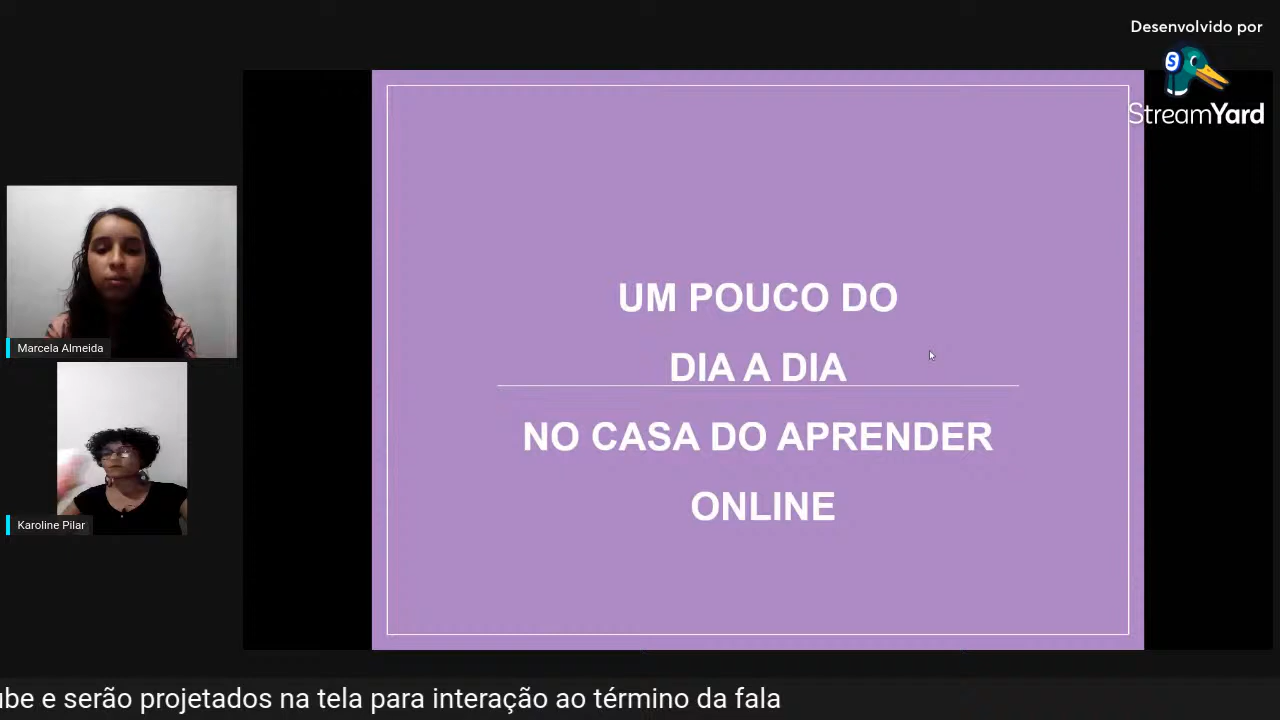 Desenvolvido por
StreamYard
UM POUCO DO
DIA A DIA
NO CASA DO APRENDER
ONLINE
Marcela Almeida
Karoline Pilar
e serão projetados na tela para interação ao término da fala